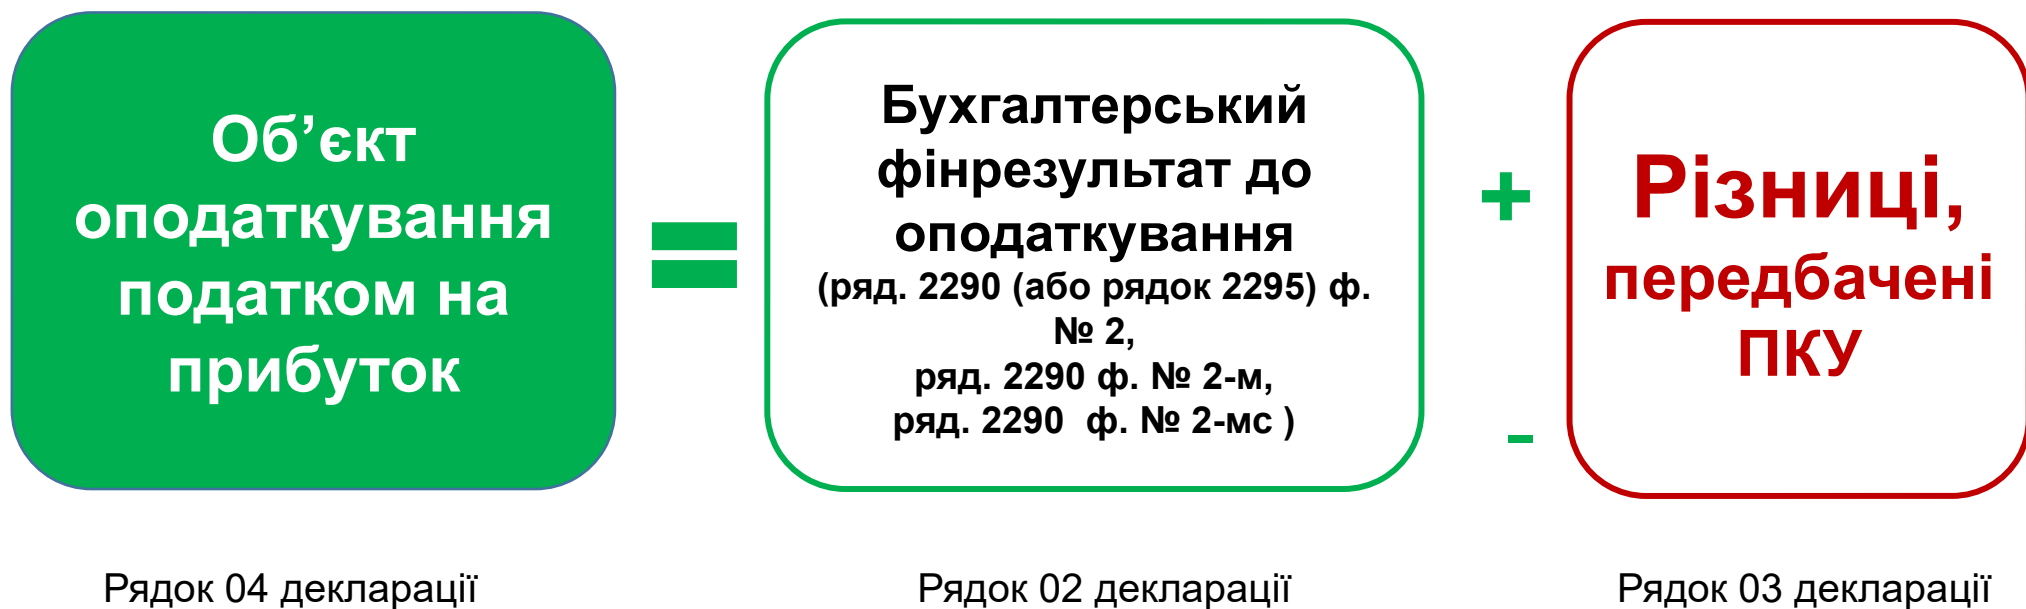 Об’єкт
оподаткування
податком на
прибуток
=
Бухгалтерський
фінрезультат до
оподаткування
(ряд. 2290 (або рядок 2295) ф.
№ 2,
ряд. 2290 ф. № 2-м,
ряд. 2290 ф. № 2-мс )
+
-
Різниці,
передбачені
ПКУ
Рядок 04 декларації
Рядок 02 декларації
Рядок 03 декларації